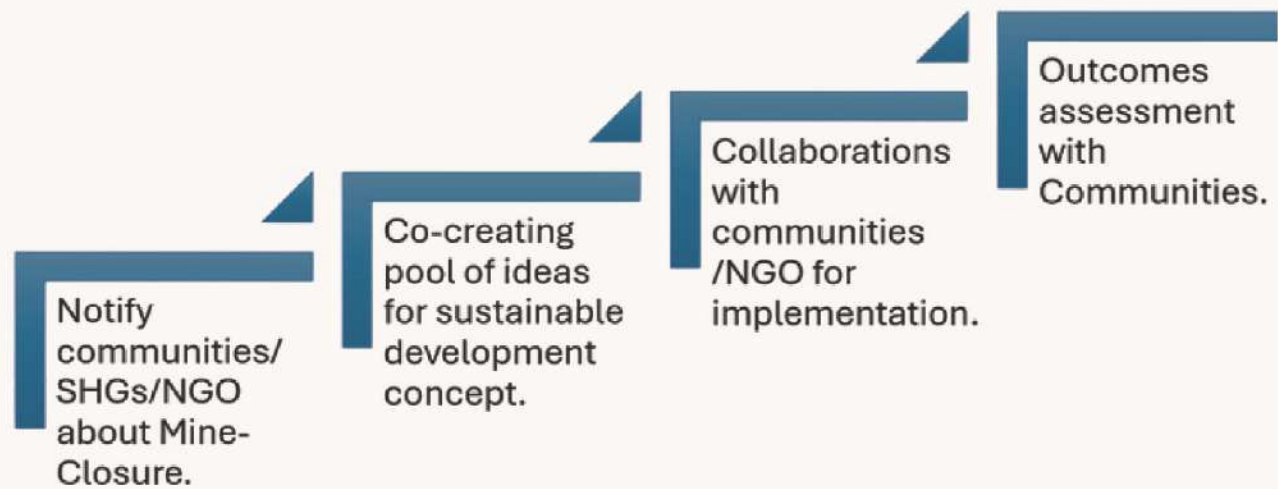 Notify
communities/
SHGs/NGO
about Mine-
Closure.
Co-creating
pool of ideas
for sustainable
development
concept.
Collaborations
with
communities
/NGO for
implementation.
Outcomes
assessment
with
Communities.